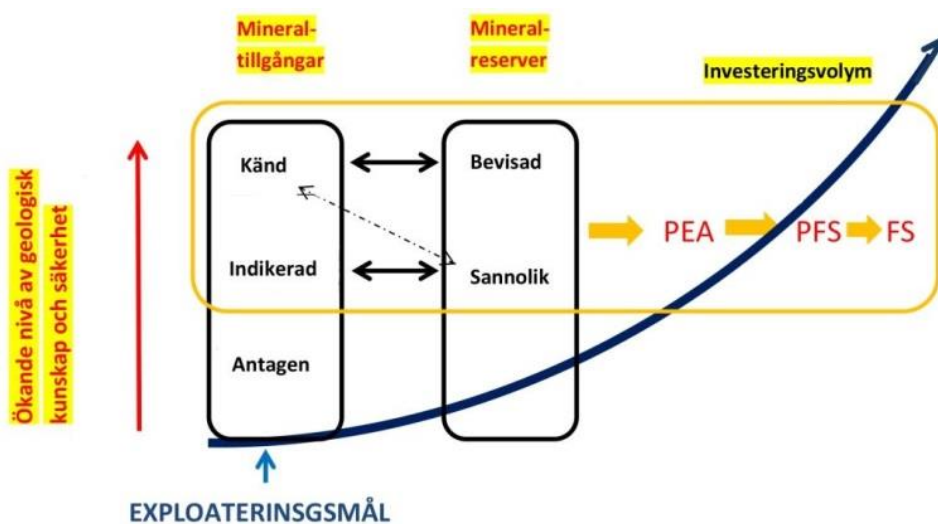 Mineral-
tillgångar
Mineral-
reserver
Investeringsvolym
Ökande nivå av geologisk
kunskap och säkerhet
Känd
Bevisad
PEA
PFS
FS
Indikerad
Sannolik
Antagen
EXPLOATERINSGSMÅL